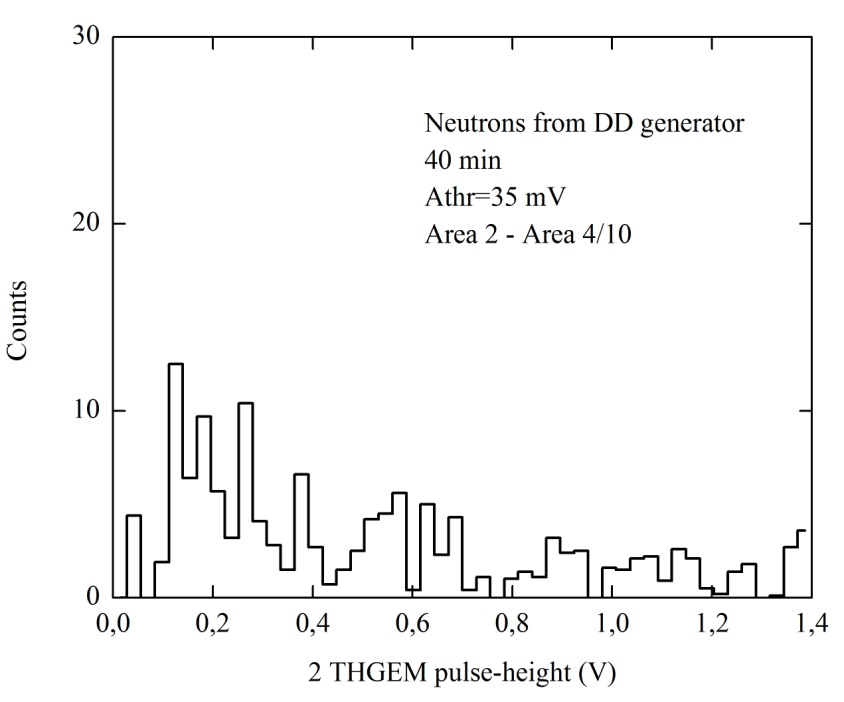 30
Neutrons from DD generator
40 min
Athr=35 mV
20
Area 2 - Area 4/10
Counts
10
0
0,0 0,2 0,4 0,6 0,8 1,0 1,2 1,4
2 THGEM pulse-height (V)